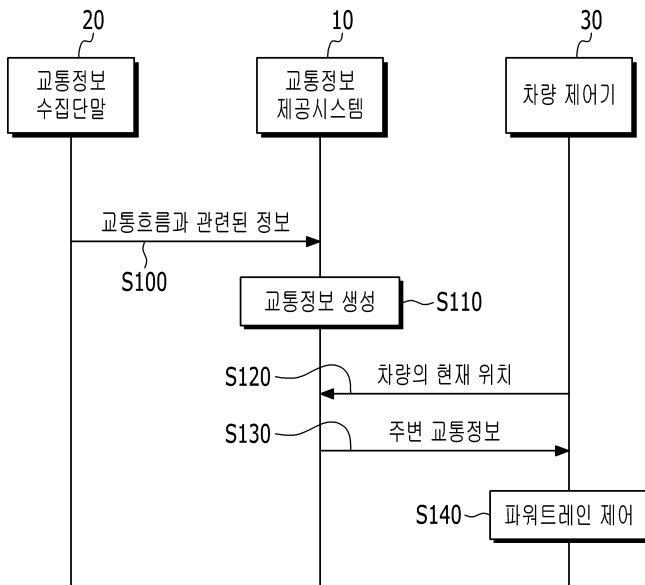 20
10
30
교통정보
수집단말
교통정보
제공시스템
차량 제어기
교통흐름과 관련된 정보
S100
교통정보 생성
S110
S120
차량의 현재 위치
S130
주변 교통정보
S140
파워트레인 제어